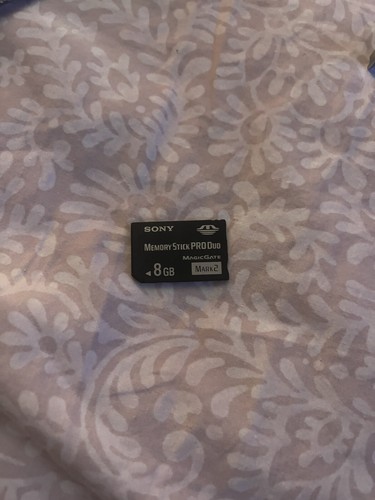 SONY
MEMORY STICK PRO DUO
MAGICGATE
8GB MARK2